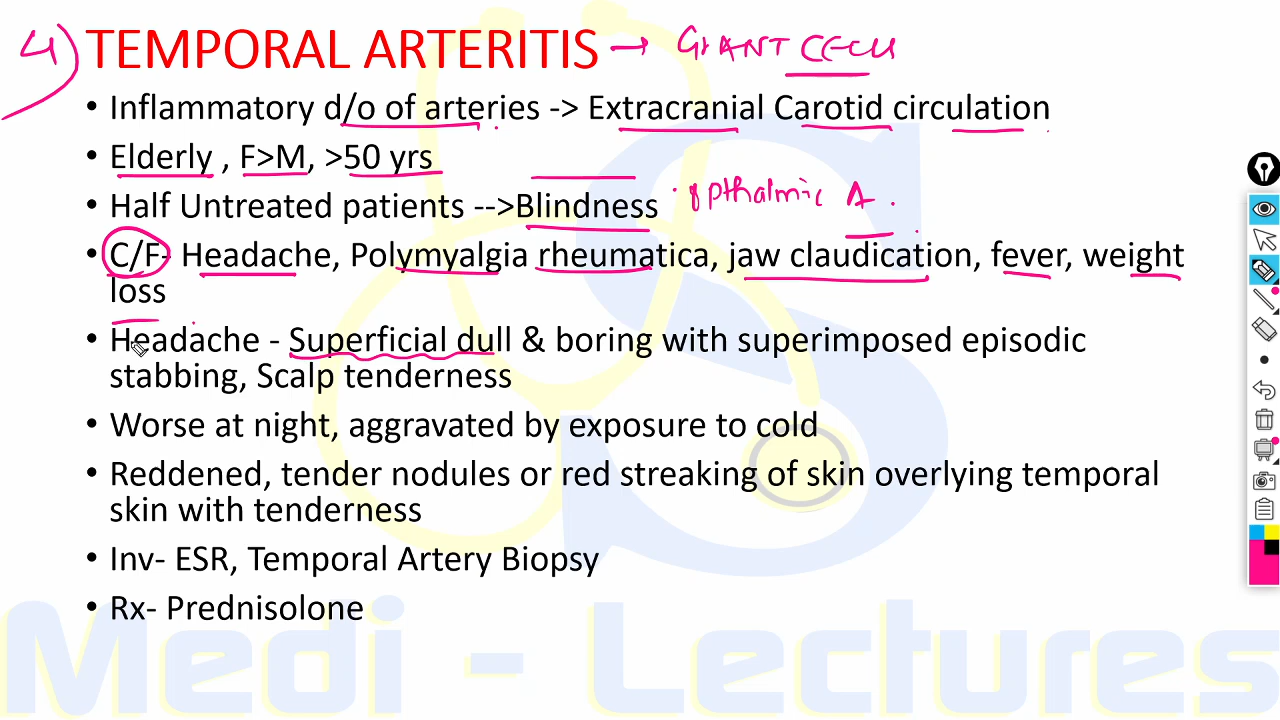 4) TEMPORAL ARTERITIS → GIANT CELL
• Inflammatory d/o of arteries -> Extracranial Carotid circulation
• Elderly , F>M, >50 yrs
• Half Untreated patients -->Blindness opthalmic A.
• C/F- Headache, Polymyalgia rheumatica, jaw claudication, fever, weight
loss
• Headache - Superficial dull & boring with superimposed episodic
stabbing, Scalp tenderness
• Worse at night, aggravated by exposure to cold
• Reddened, tender nodules or red streaking of skin overlying temporal
skin with tenderness
• Inv- ESR, Temporal Artery Biopsy
• Rx- Prednisolone
Medi - Lectures